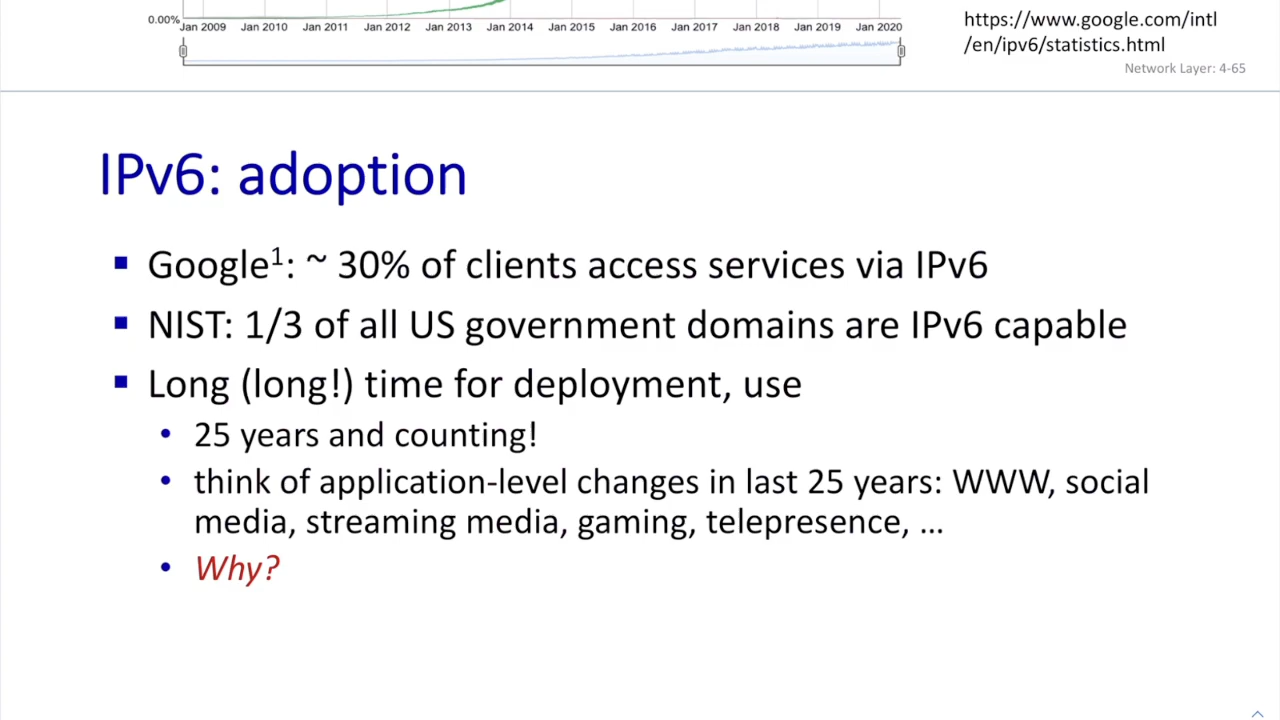 0.00%
Jan 2009 Jan 2010 Jan 2011 Jan 2012 Jan 2013 Jan 2014 Jan 2015 Jan 2016 Jan 2017 Jan 2018 Jan 2019 Jan 2020
https://www.google.com/intl
/en/ipv6/statistics.html
Network Layer: 4-65
IPv6: adoption
▪ Google¹: ~ 30% of clients access services via IPv6
▪ NIST: 1/3 of all US government domains are IPv6 capable
▪ Long (long!) time for deployment, use
• 25 years and counting!
• think of application-level changes in last 25 years: WWW, social
media, streaming media, gaming, telepresence, …
• Why?